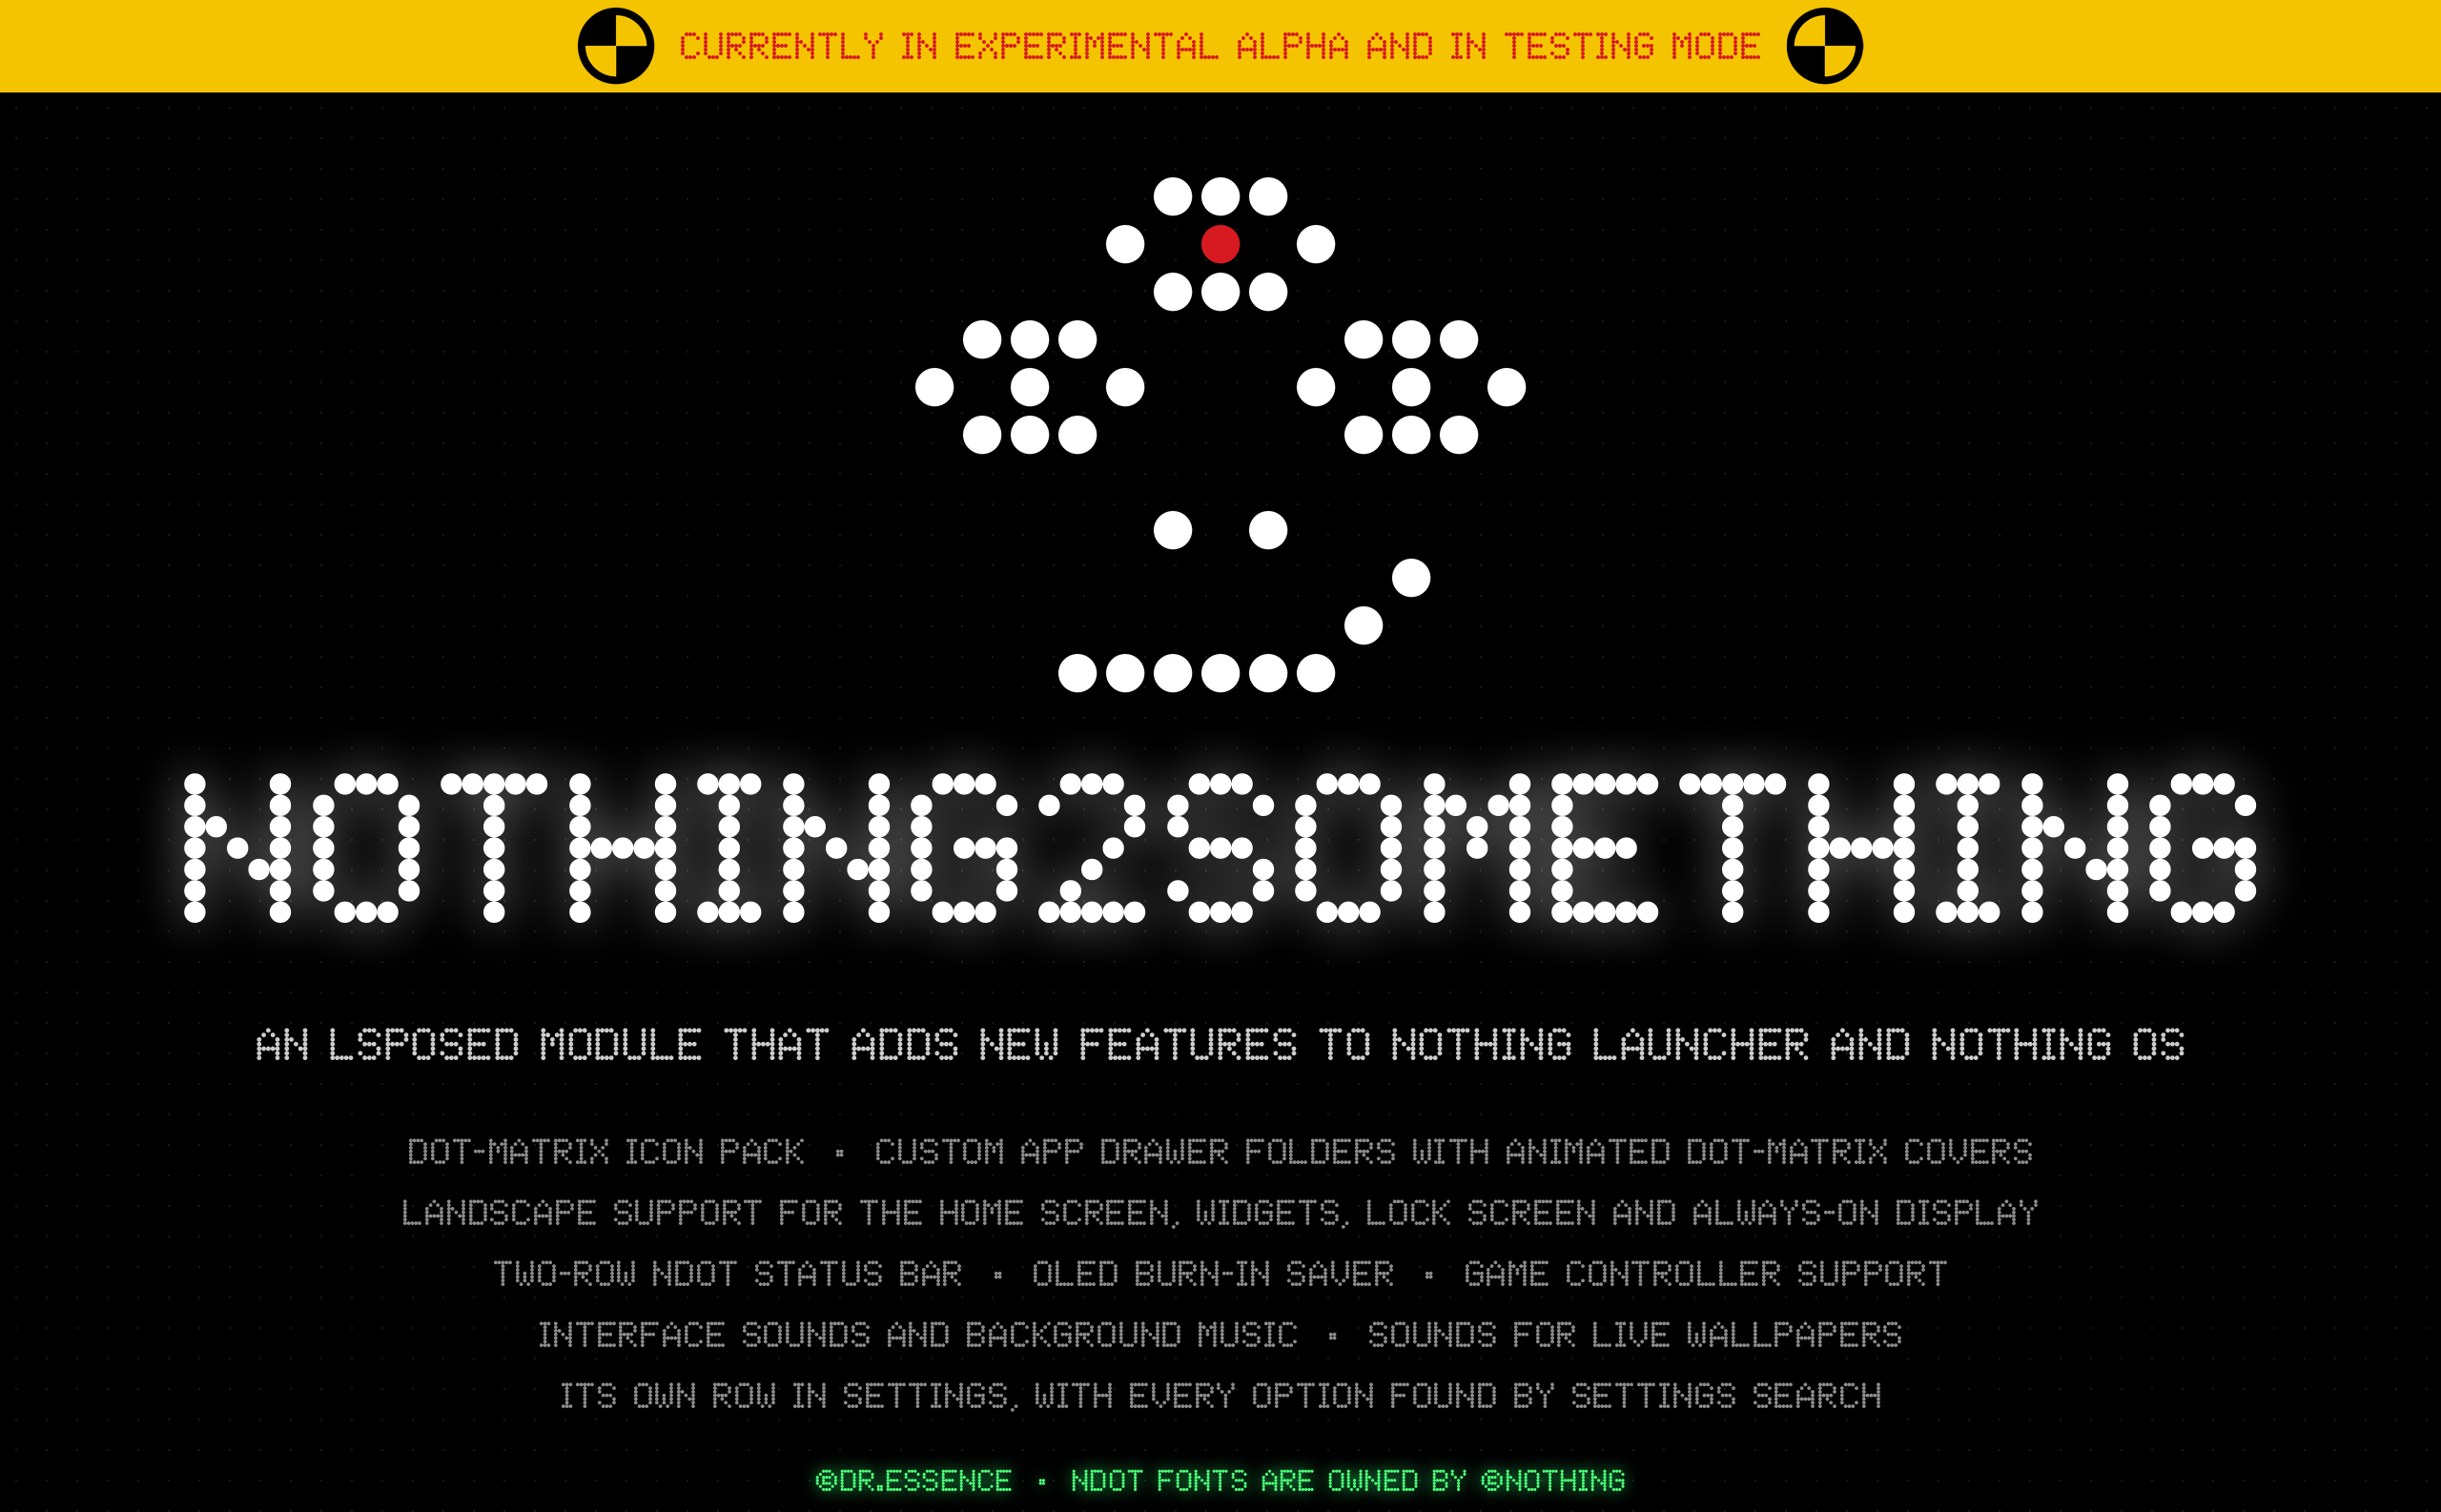 CURRENTLY IN EXPERIMENTAL ALPHA AND IN TESTING MODE
NOTHING2SOMETHING
AN LSPOSED MODULE THAT ADDS NEW FEATURES TO NOTHING LAUNCHER AND NOTHING OS
DOT-MATRIX ICON PACK · CUSTOM APP DRAWER FOLDERS WITH ANIMATED DOT-MATRIX COVERS
LANDSCAPE SUPPORT FOR THE HOME SCREEN, WIDGETS, LOCK SCREEN AND ALWAYS-ON DISPLAY
TWO-ROW NDOT STATUS BAR · OLED BURN-IN SAVER · GAME CONTROLLER SUPPORT
INTERFACE SOUNDS AND BACKGROUND MUSIC · SOUNDS FOR LIVE WALLPAPERS
ITS OWN ROW IN SETTINGS, WITH EVERY OPTION FOUND BY SETTINGS SEARCH
@DR.ESSENCE · NDOT FONTS ARE OWNED BY @NOTHING